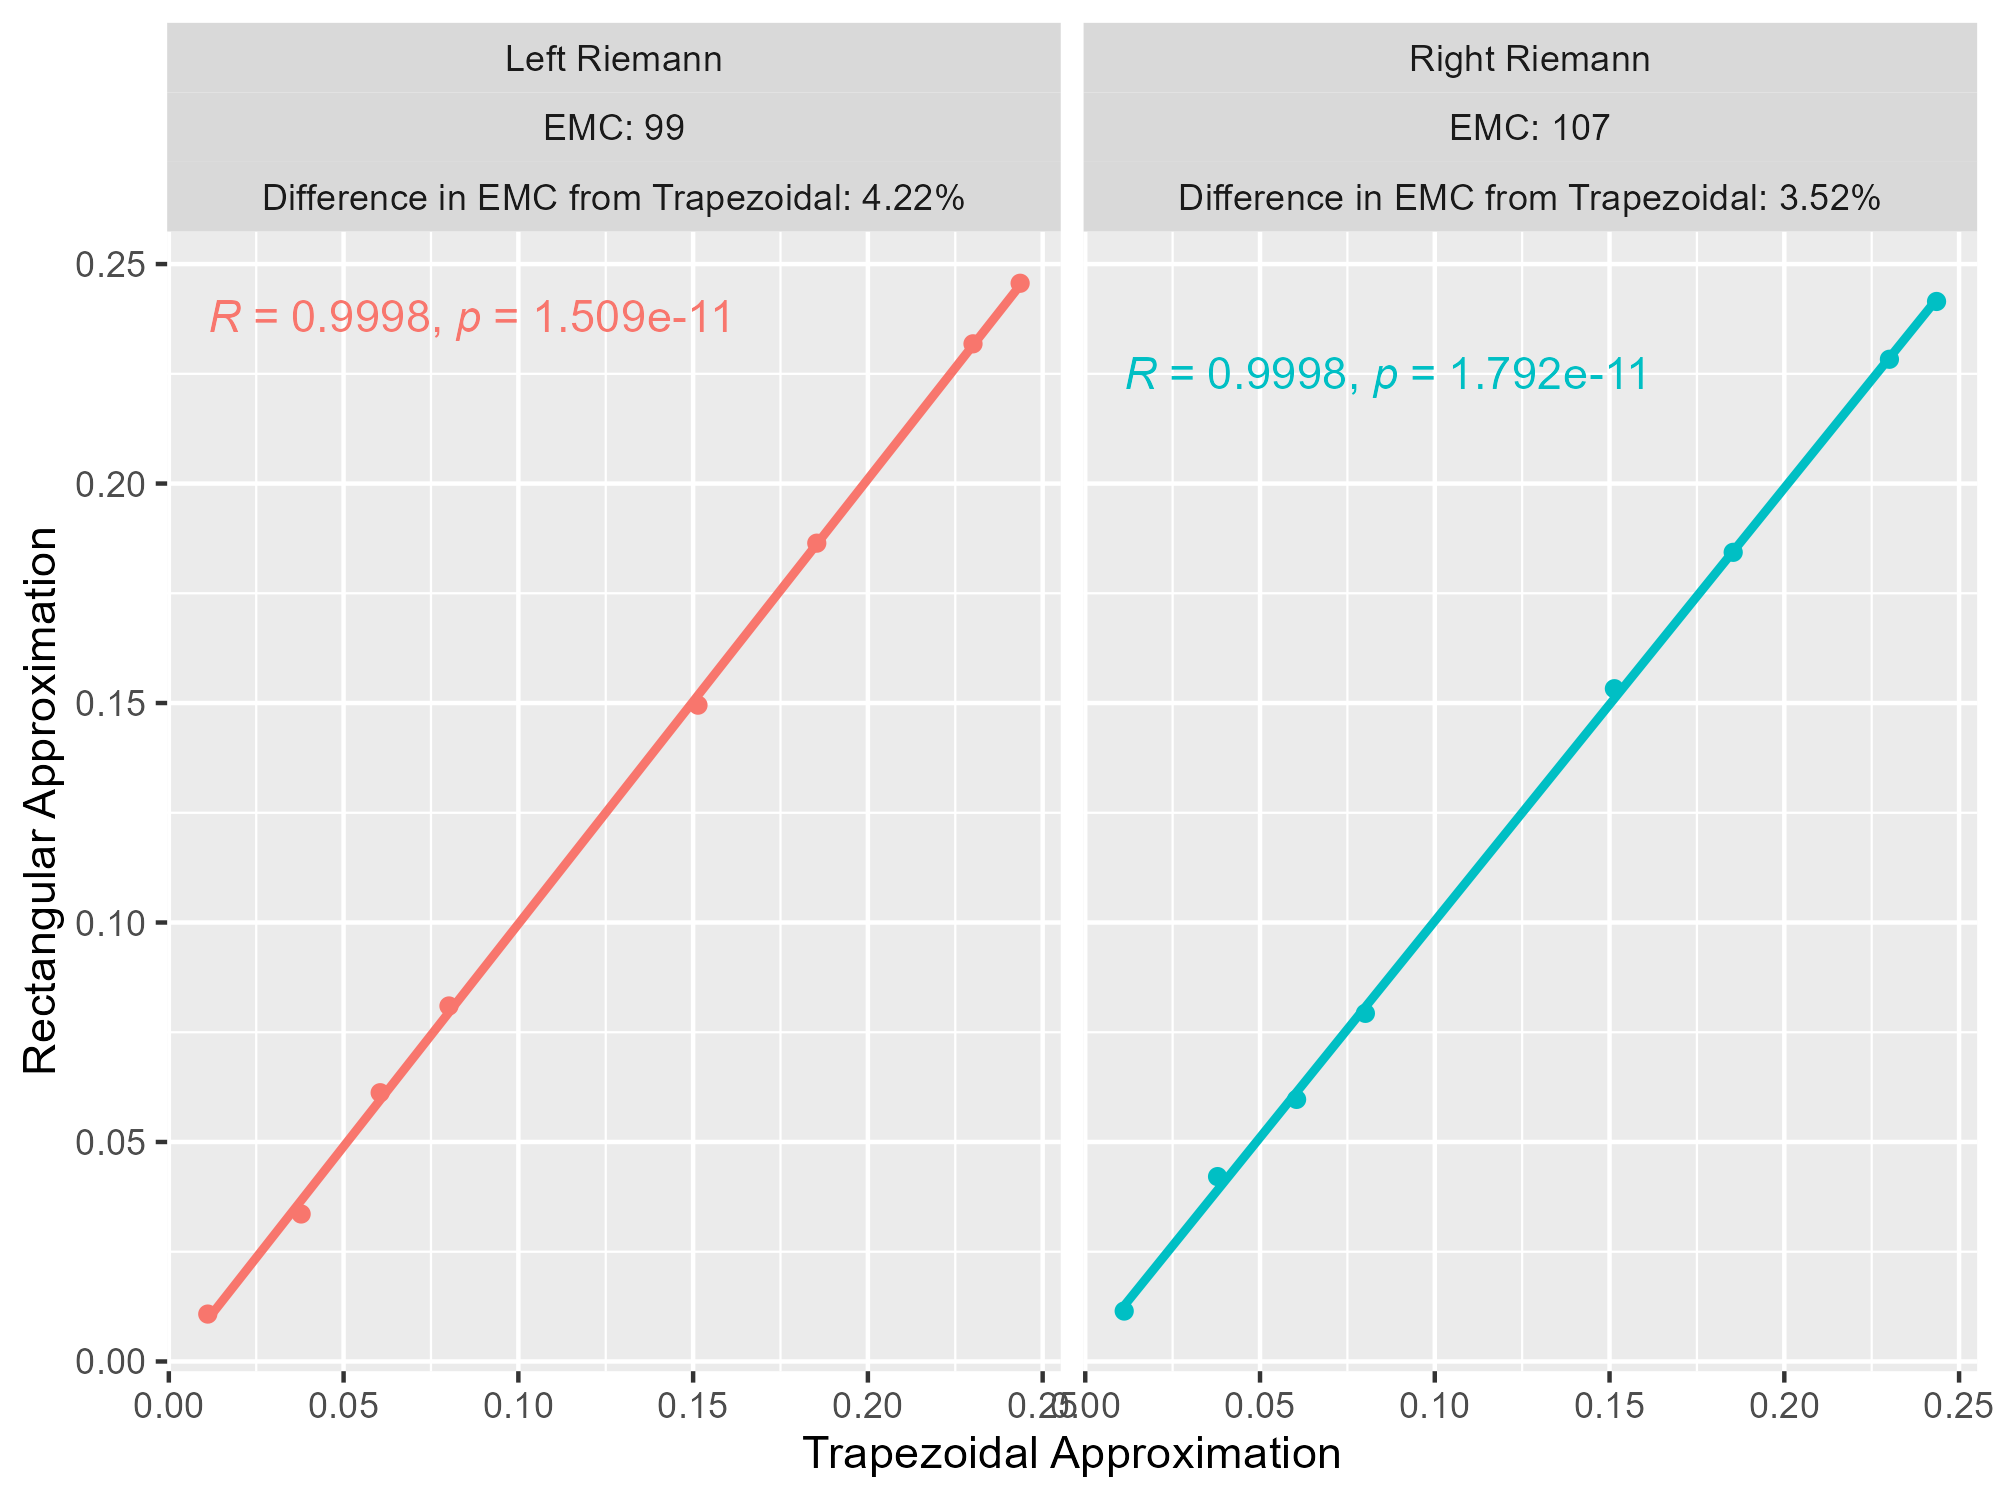 Left Riemann
EMC: 99
Difference in EMC from Trapezoidal: 4.22%
Right Riemann
EMC: 107
Difference in EMC from Trapezoidal: 3.52%
R = 0.9998, p = 1.509e-11
R = 0.9998, p = 1.792e-11
Rectangular Approximation
0.25
0.20
0.15
0.10
0.05
0.00
0.00 0.05 0.10 0.15 0.20 0.25
0.00 0.05 0.10 0.15 0.20 0.25
Trapezoidal Approximation